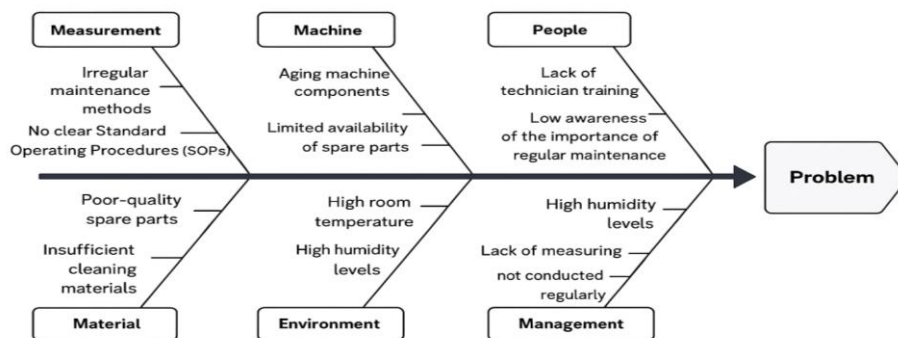 Measurement
Machine
People
Irregular
maintenance
methods
No clear Standard
Operating Procedures (SOPs)
Aging machine
components
Limited availability
of spare parts
Lack of
technician training
Low awareness
of the importance of
regular maintenance
Problem
Poor-quality
spare parts
Insufficient
cleaning
materials
High room
temperature
High humidity
levels
High humidity
levels
Lack of measuring
not conducted
regularly
Material
Environment
Management